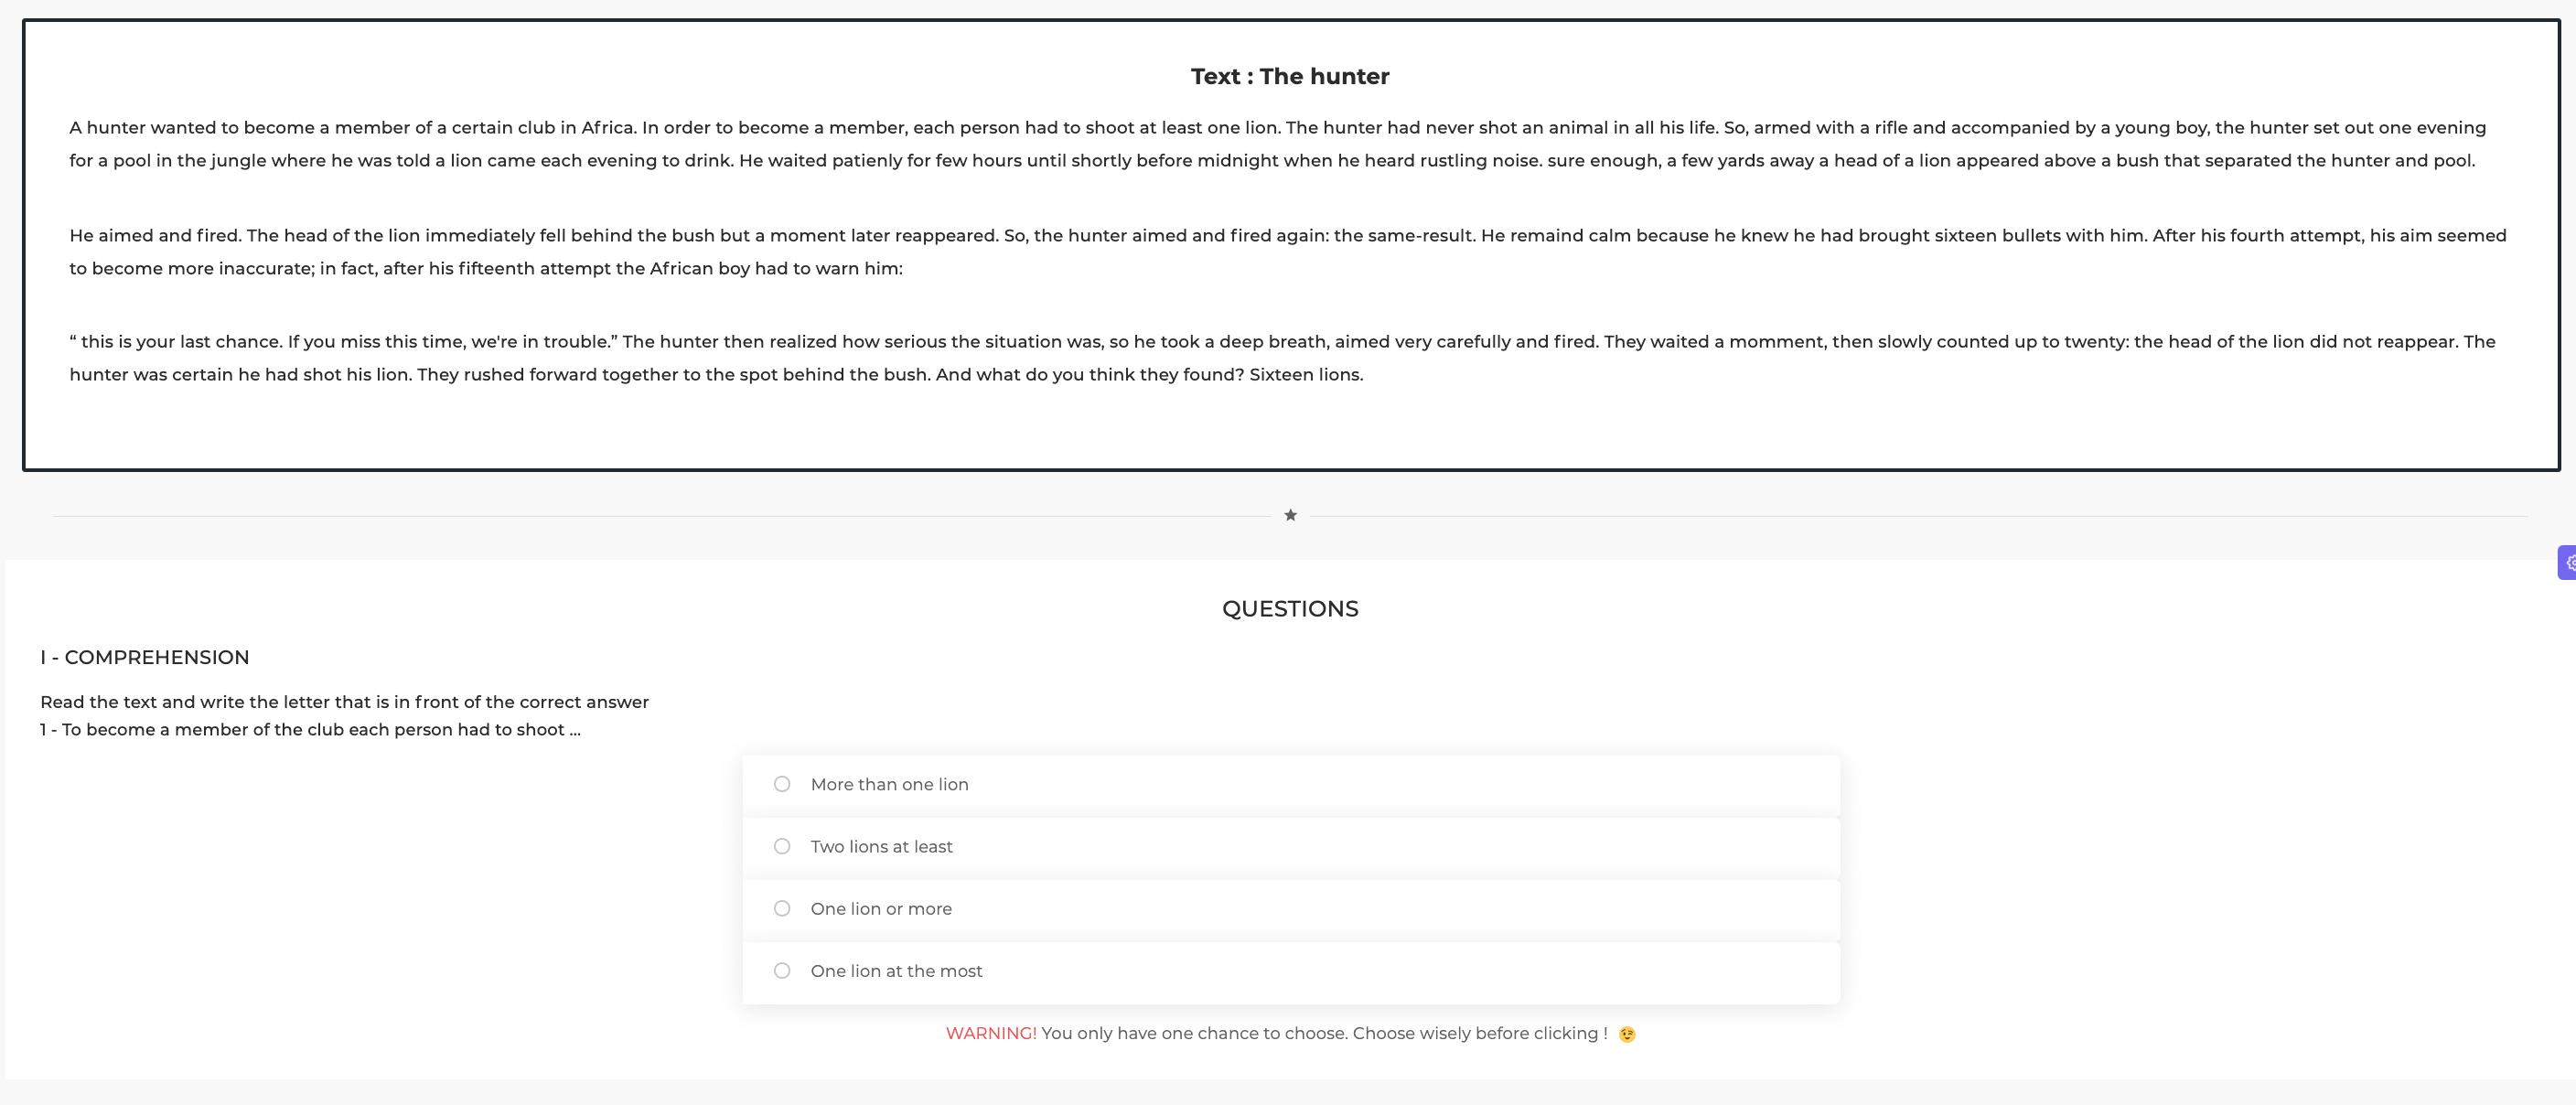 Text : The hunter
A hunter wanted to become a member of a certain club in Africa. In order to become a member, each person had to shoot at least one lion. The hunter had never shot an animal in all his life. So, armed with a rifle and accompanied by a young boy, the hunter set out one evening
for a pool in the jungle where he was told a lion came each evening to drink. He waited patienly for few hours until shortly before midnight when he heard rustling noise. sure enough, a few yards away a head of a lion appeared above a bush that separated the hunter and pool.
He aimed and fired. The head of the lion immediately fell behind the bush but a moment later reappeared. So, the hunter aimed and fired again: the same-result. He remaind calm because he knew he had brought sixteen bullets with him. After his fourth attempt, his aim seemed
to become more inaccurate; in fact, after his fifteenth attempt the African boy had to warn him:
“ this is your last chance. If you miss this time, we're in trouble.” The hunter then realized how serious the situation was, so he took a deep breath, aimed very carefully and fired. They waited a momment, then slowly counted up to twenty: the head of the lion did not reappear. The
hunter was certain he had shot his lion. They rushed forward together to the spot behind the bush. And what do you think they found? Sixteen lions.
QUESTIONS
I - COMPREHENSION
Read the text and write the letter that is in front of the correct answer
1 - To become a member of the club each person had to shoot ...
More than one lion
Two lions at least
One lion or more
One lion at the most
WARNING! You only have one chance to choose. Choose wisely before clicking ! 😉